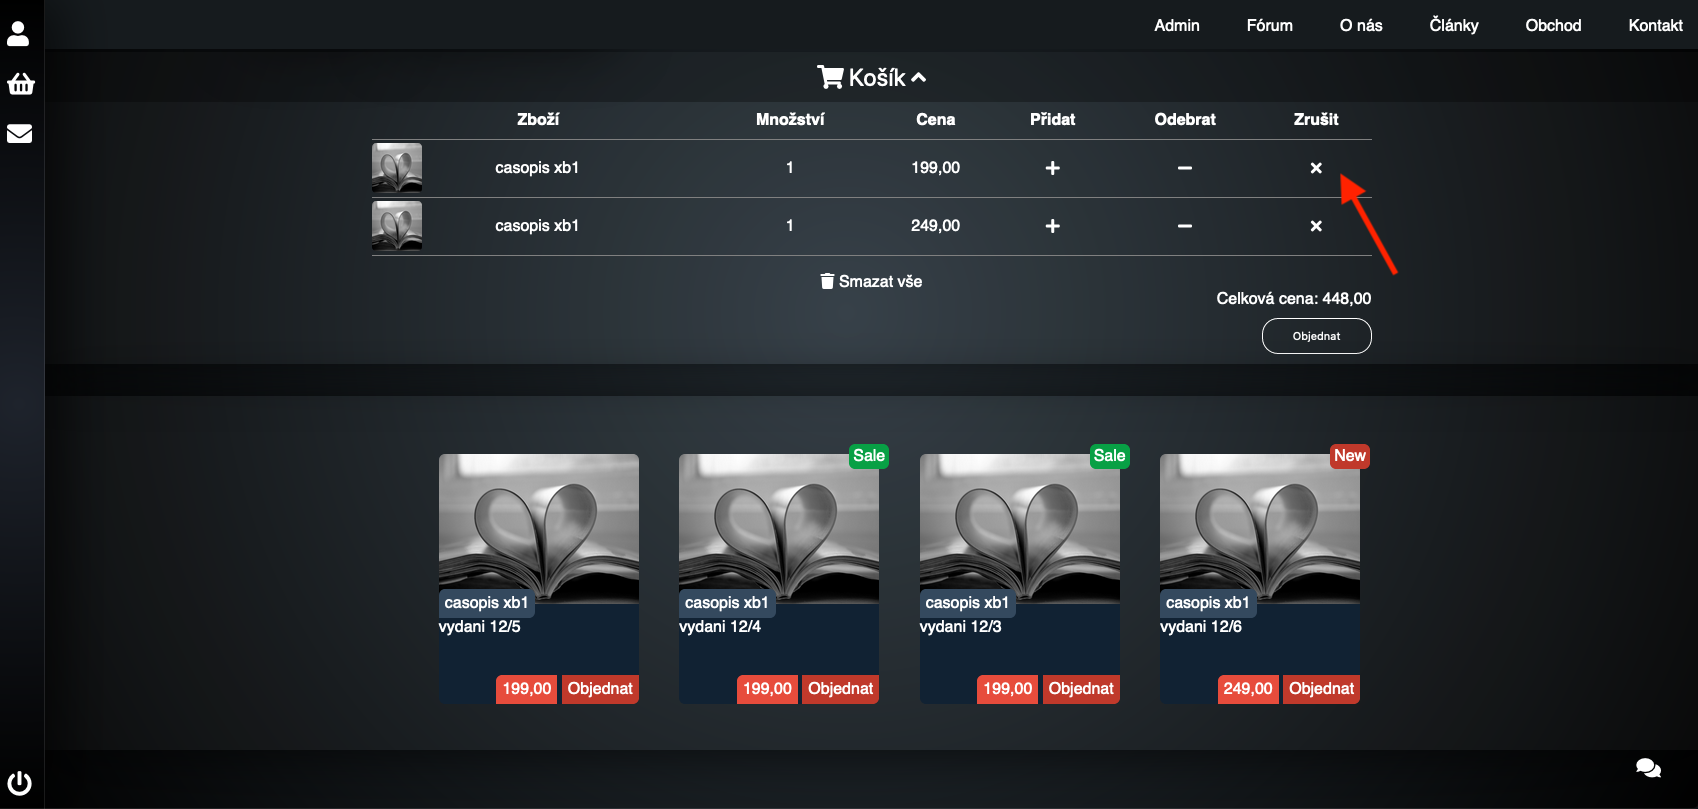 Admin Fórum O nás Články Obchod Kontakt
Košík
Zboží Množství Cena Přidat Odebrat Zrušit
casopis xb1 1 199,00
casopis xb1 1 249,00
Smazat vše
Celková cena: 448,00
Objednat
Sale Sale New
casopis xb1 casopis xb1 casopis xb1 casopis xb1
vydani 12/5 vydani 12/4 vydani 12/3 vydani 12/6
199,00 Objednat 199,00 Objednat 199,00 Objednat 249,00 Objednat